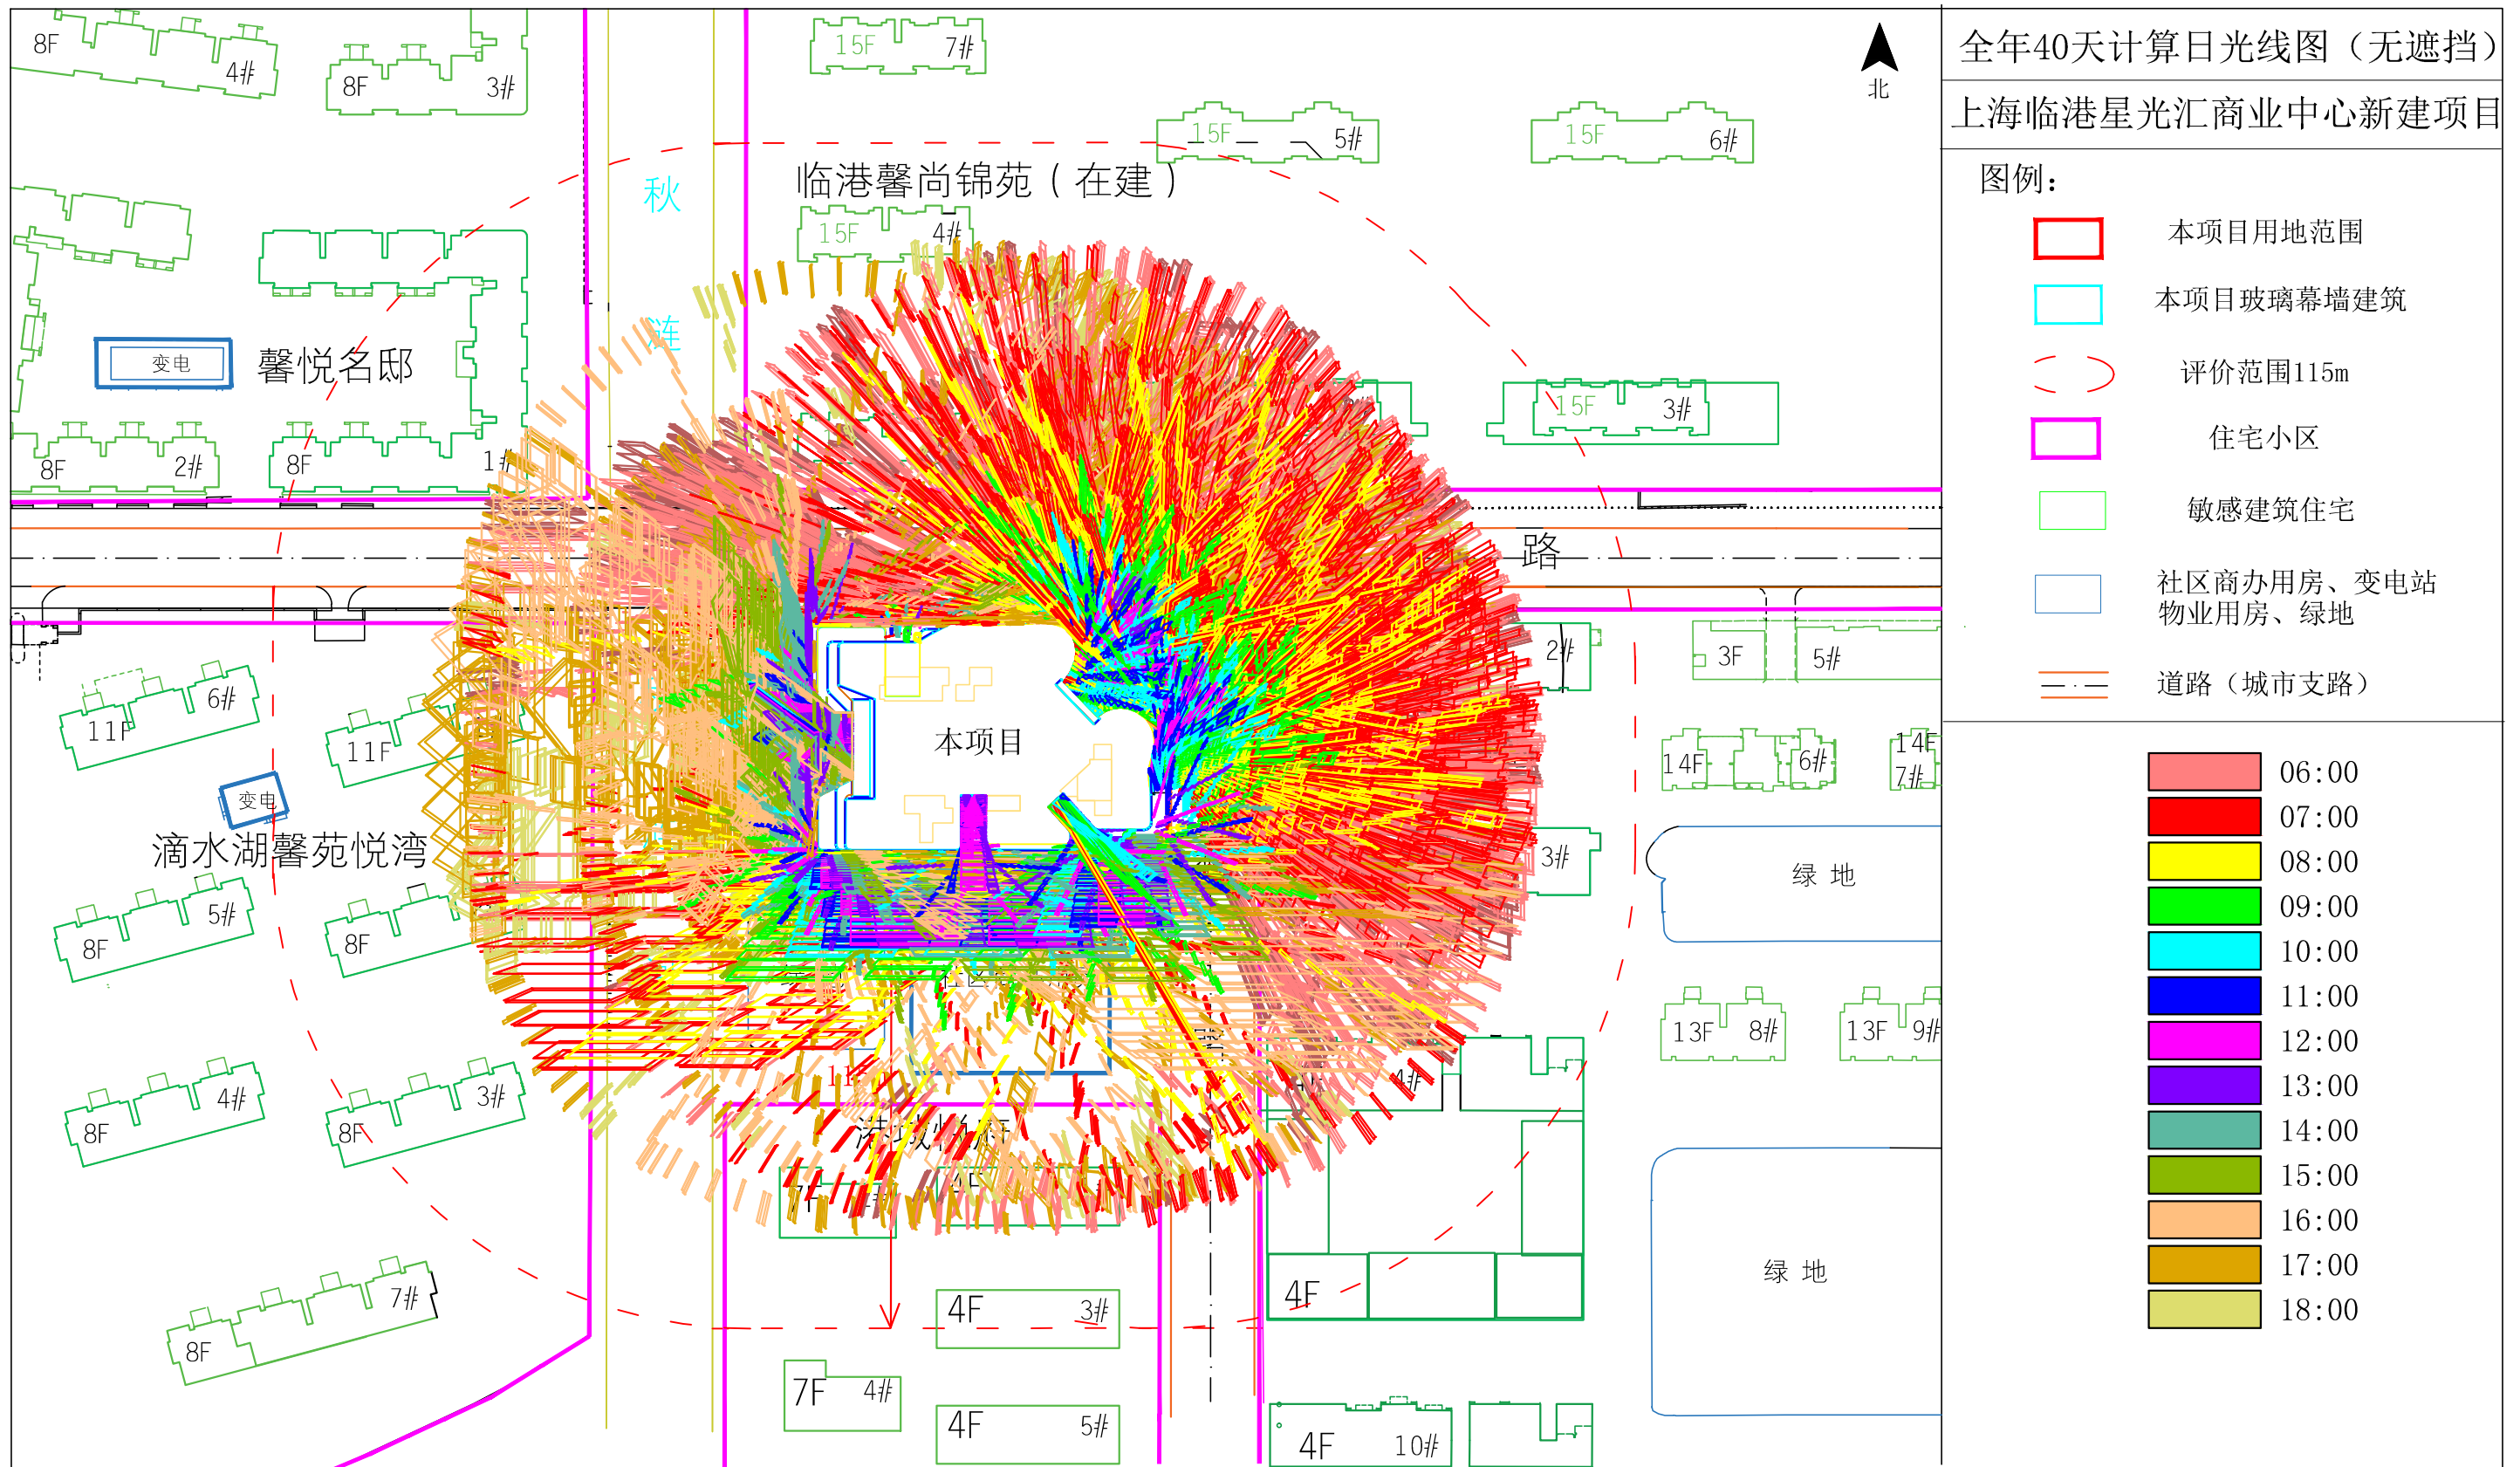 全年40天计算日光线图（无遮挡）
上海临港星光汇商业中心新建项目
图例：
本项目用地范围
本项目玻璃幕墙建筑
评价范围115m
住宅小区
敏感建筑住宅
社区商办用房、变电站
物业用房、绿地
道路（城市支路）
06:00
07:00
08:00
09:00
10:00
11:00
12:00
13:00
14:00
15:00
16:00
17:00
18:00
北
8F
4#
8F
3#
15F
7#
15F
5#
15F
6#
秋
临港馨尚锦苑（在建）
15F
4#
涟
变电
馨悦名邸
15F
3#
8F
2#
8F
1#
路
2#
3F
5#
11F
6#
11F
本项目
14F
6#
14F
7#
变电
滴水湖馨苑悦湾
3#
绿 地
8F
5#
8F
13F
8#
13F
9#
4#
8F
4#
8F
3#
7F
绿 地
8F
7#
4F
3#
4F
7F
4#
4F
5#
4F
10#